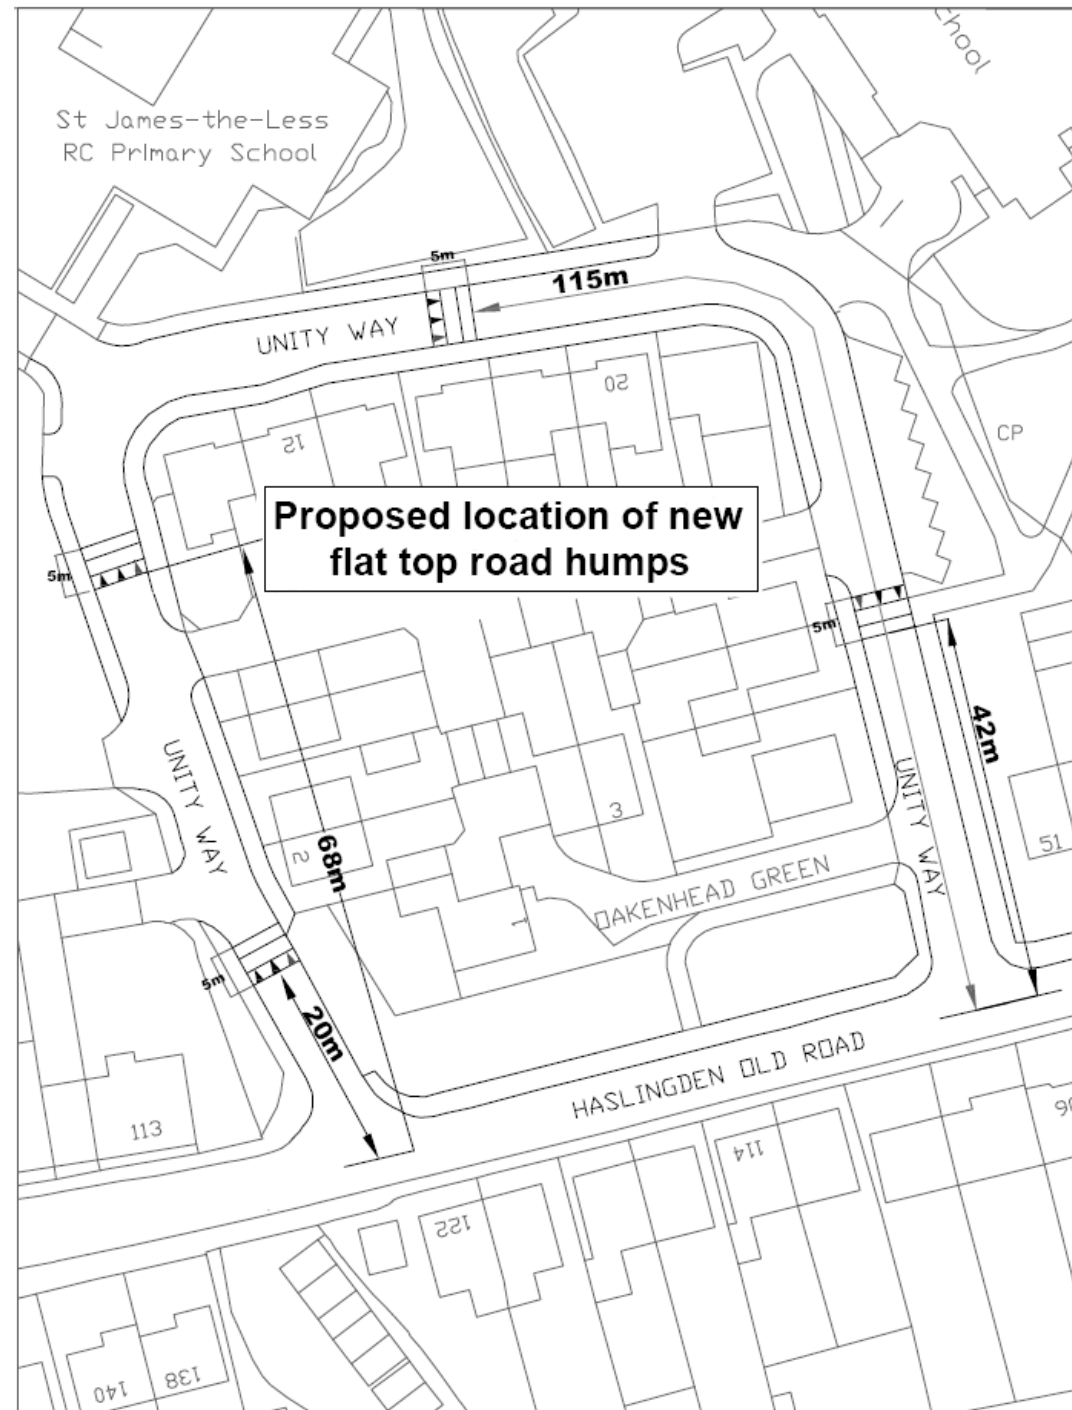 chool
St James-the-Less
RC Primary School
5m
115m
UNITY WAY
20
12
CP
Proposed location of new
flat top road humps
5m
5m
42m
UNITY WAY
UNITY WAY
3
51
2
68m
OAKENHEAD GREEN
1
5m
20m
HASLINGDEN OLD ROAD
113
114
122
138
140